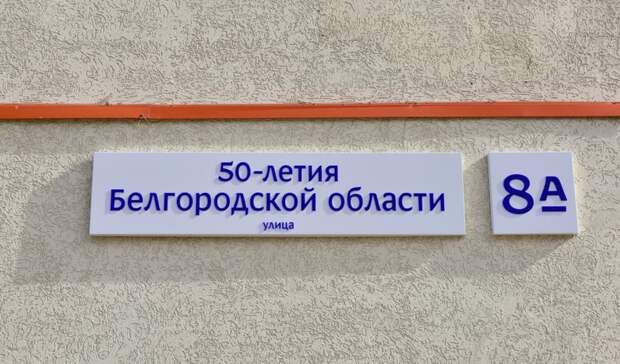 50-летия
Белгородской области
улица
8А